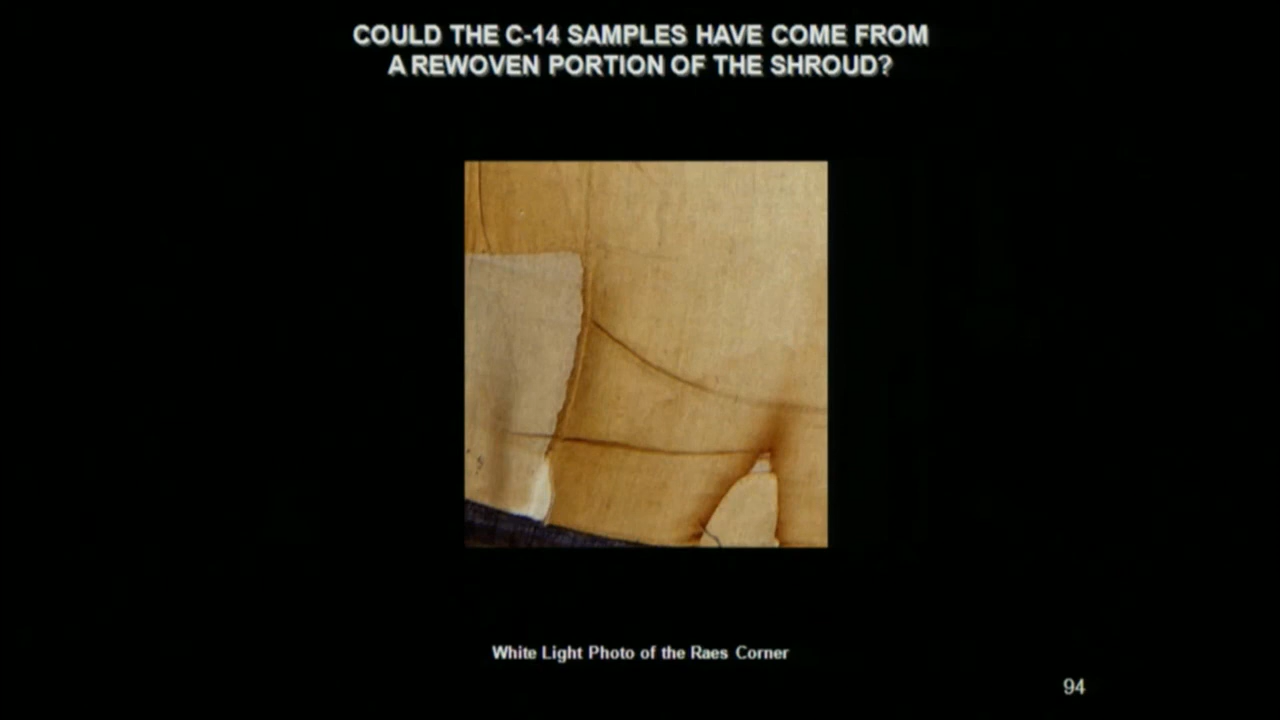 COULD THE C-14 SAMPLES HAVE COME FROM
A REWOVEN PORTION OF THE SHROUD?
White Light Photo of the Raes Corner
94